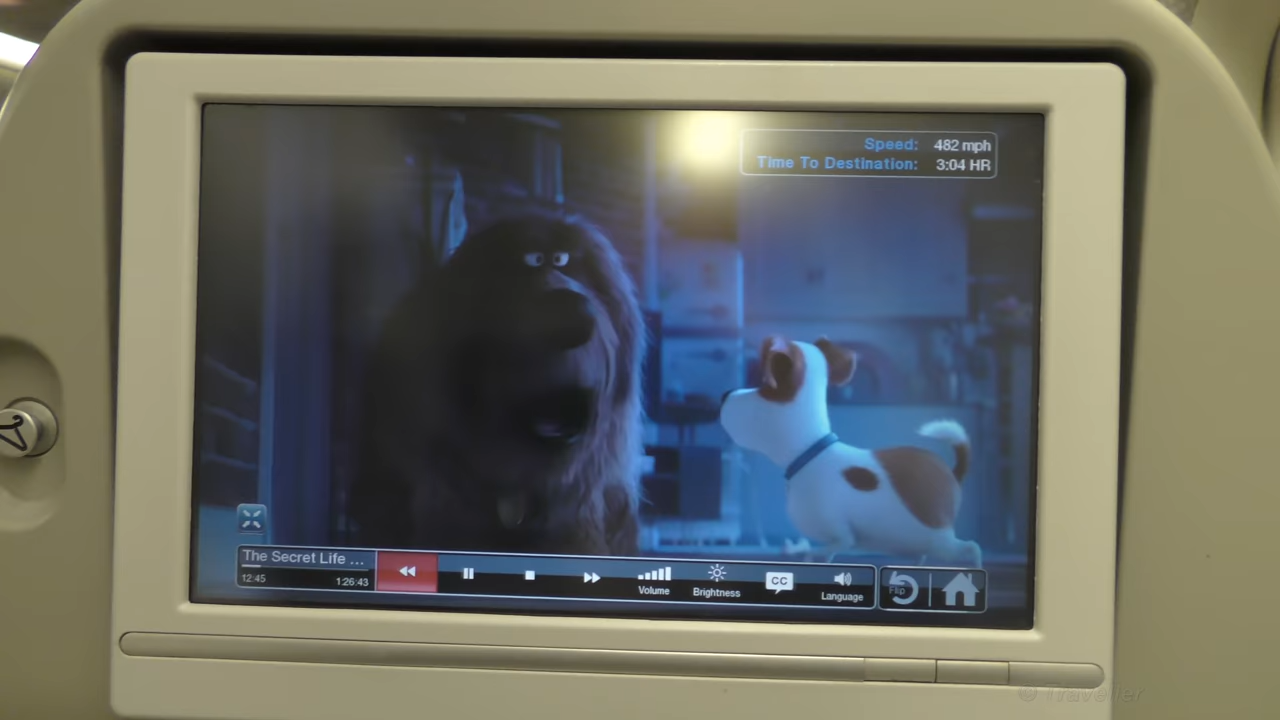 Speed: 482 mph
Time To Destination: 3:04 HR
The Secret Life ...
12:45 1:26:43
Volume
Brightness
CC
Language
Flip
© Traveller